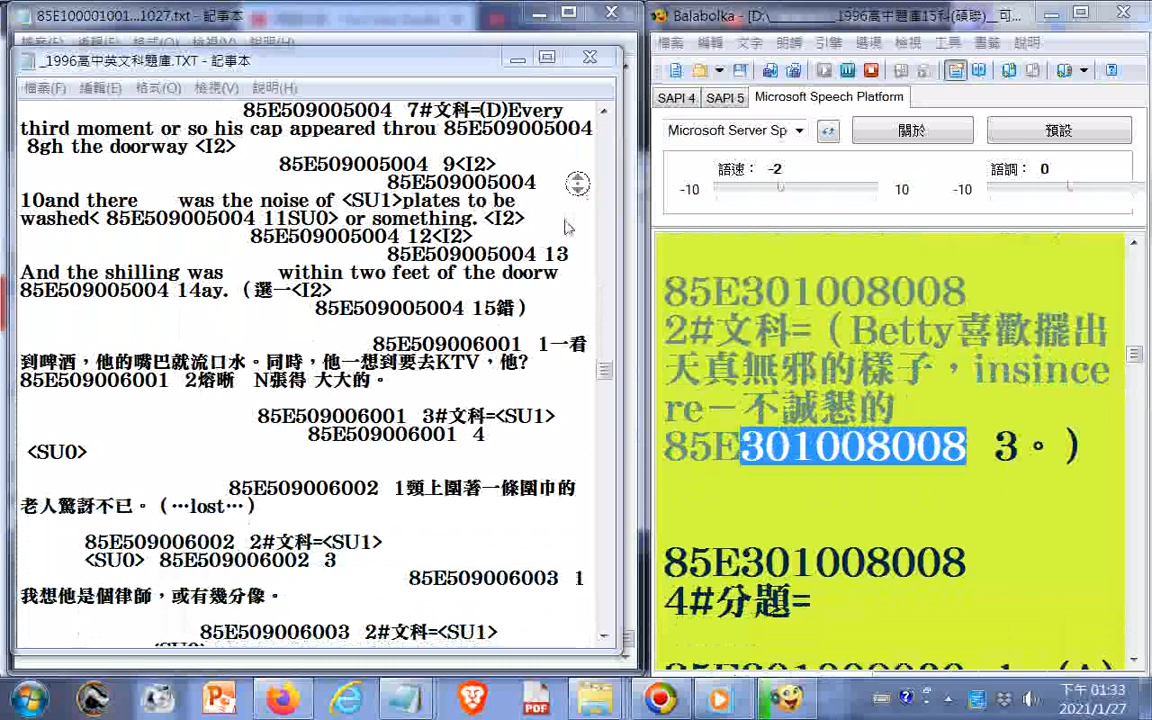 85E100001001...1027.txt - 記事本
_1996高中英文科題庫.TXT - 記事本
檔案(F) 編輯(E) 格式(O) 檢視(V) 說明(H)
85E509005004 7#文科=(D)Every
third moment or so his cap appeared throu 85E509005004
8gh the doorway <I2>
85E509005004 9<I2>
85E509005004
10and there was the noise of <SU1>plates to be
washed< 85E509005004 11SU0> or something. <I2>
85E509005004 12<I2>
85E509005004 13
And the shilling was within two feet of the doorw
85E509005004 14ay. (選一<I2>
85E509005004 15錯)
85E509006001 1一看
到啤酒，他的嘴巴就流口水。同時，他一想到要去KTV，他?
85E509006001 2熔晰 N張得 大大的。
85E509006001 3#文科=<SU1>
85E509006001 4
<SU0>
85E509006002 1頸上圍著一條圍巾的
老人驚訝不已。(…lost…)
85E509006002 2#文科=<SU1>
<SU0> 85E509006002 3
85E509006003 1
我想他是個律師，或有幾分像。
85E509006003 2#文科=<SU1>
Balabolka - [D:\________1996高中題庫15科(碩聯)__可...
檔案 編輯 文字 朗讀 引擎 選項 檢視 工具 書籤 說明
SAPI 4 SAPI 5 Microsoft Speech Platform
Microsoft Server Sp 關於 預設
語速： -2 語調： 0
-10 10 -10
85E301008008
2#文科=（Betty喜歡擺出
天真無邪的樣子，insince
re－不誠懇的
85E301008008 3。）
85E301008008
4#分題=
下午 01:33
2021/1/27